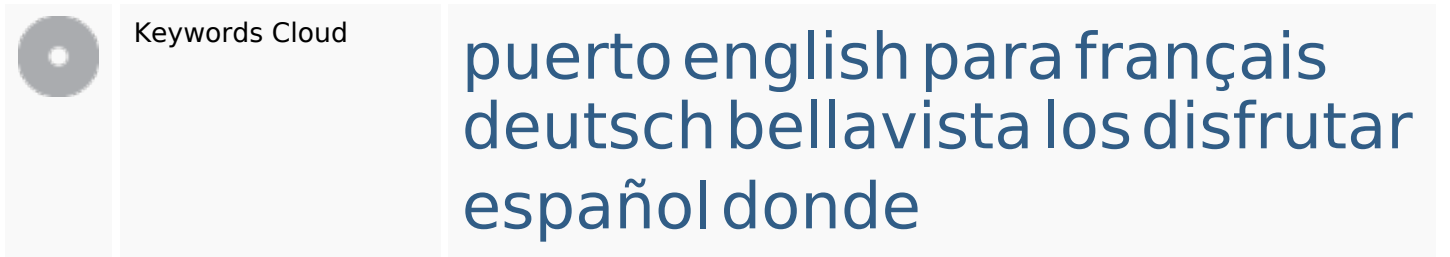 Keywords Cloud
puerto english para français
deutsch bellavista los disfrutar
español donde